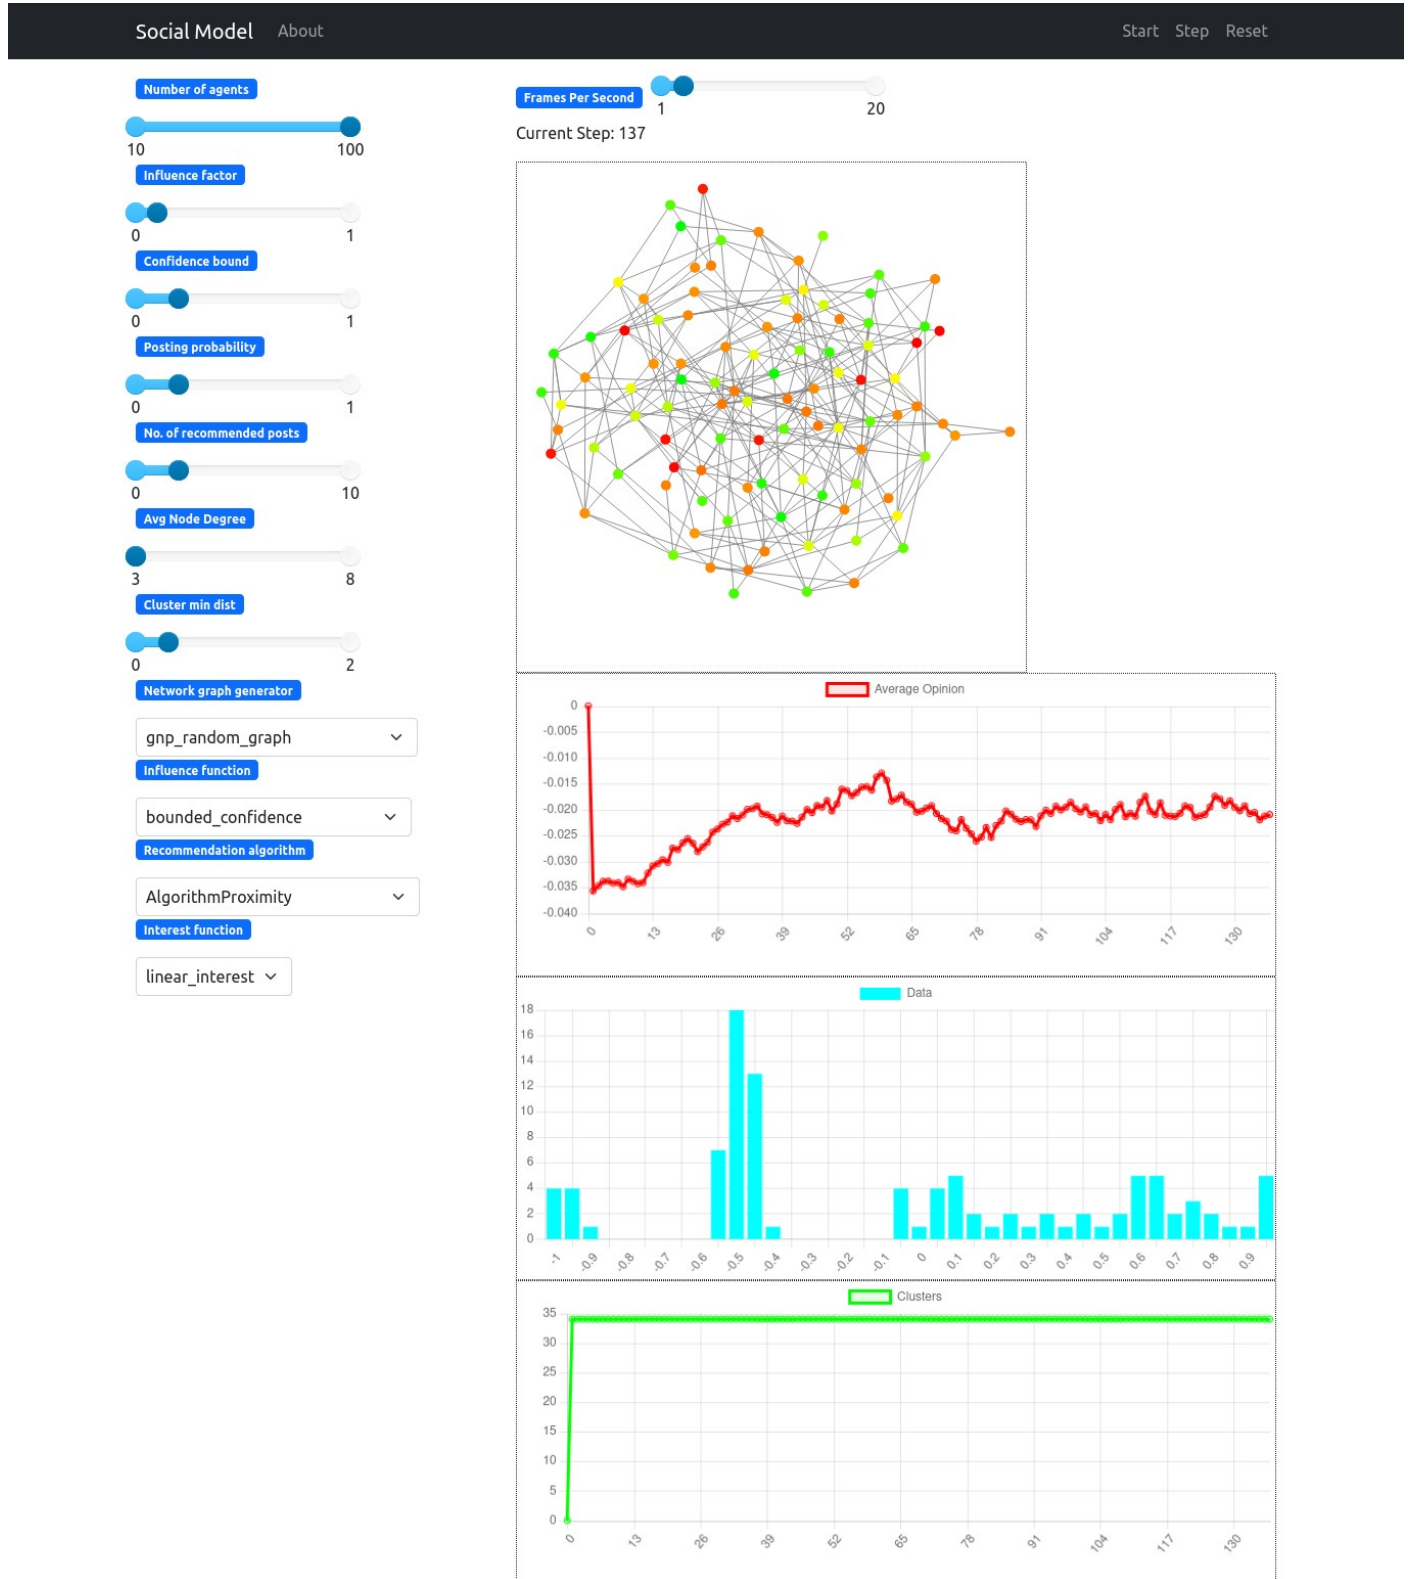 Social Model About Start Step Reset
Number of agents
10 100
Influence factor
0 1
Confidence bound
0 1
Posting probability
0 1
No. of recommended posts
0 10
Avg Node Degree
3 8
Cluster min dist
0 2
Network graph generator
gnp_random_graph
Influence function
bounded_confidence
Recommendation algorithm
AlgorithmProximity
Interest function
linear_interest
Frames Per Second
1 20
Current Step: 137
Average Opinion
0
-0.005
-0.010
-0.015
-0.020
-0.025
-0.030
-0.035
-0.040
0 13 26 39 52 65 78 91 104 117 130
Data
18
16
14
12
10
8
6
4
2
0
-1 -0.9 -0.8 -0.7 -0.6 -0.5 -0.4 -0.3 -0.2 -0.1 0 0.1 0.2 0.3 0.4 0.5 0.6 0.7 0.8 0.9
Clusters
35
30
25
20
15
10
5
0
0 13 26 39 52 65 78 91 104 117 130